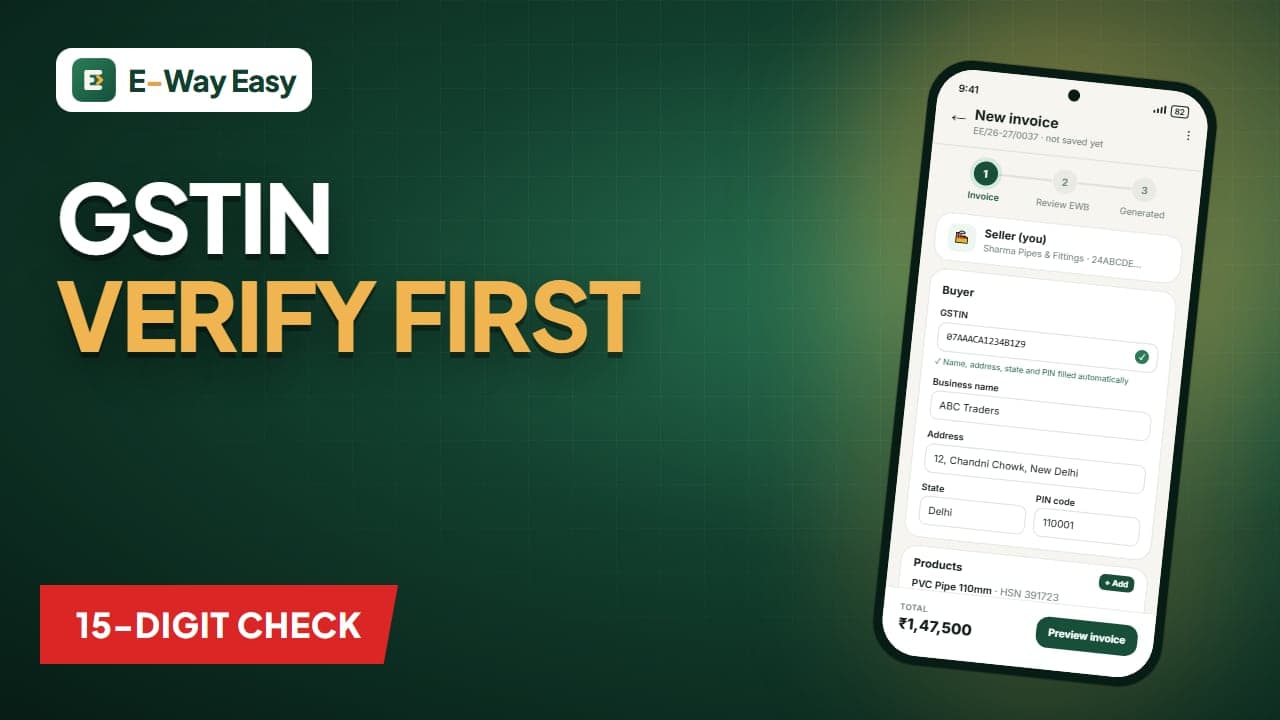 E-Way Easy
GSTIN
VERIFY FIRST
15-DIGIT CHECK
9:41
82
← New invoice
EE/26-27/0037 · not saved yet
1
2
3
Invoice
Review EWB
Generated
Seller (you)
Sharma Pipes & Fittings · 24ABCDE...
Buyer
GSTIN
07AAACA1234B1Z9
✓ Name, address, state and PIN filled automatically
Business name
ABC Traders
Address
12, Chandni Chowk, New Delhi
State
PIN code
Delhi
110001
Products
+ Add
PVC Pipe 110mm · HSN 391723
TOTAL
₹1,47,500
Preview invoice